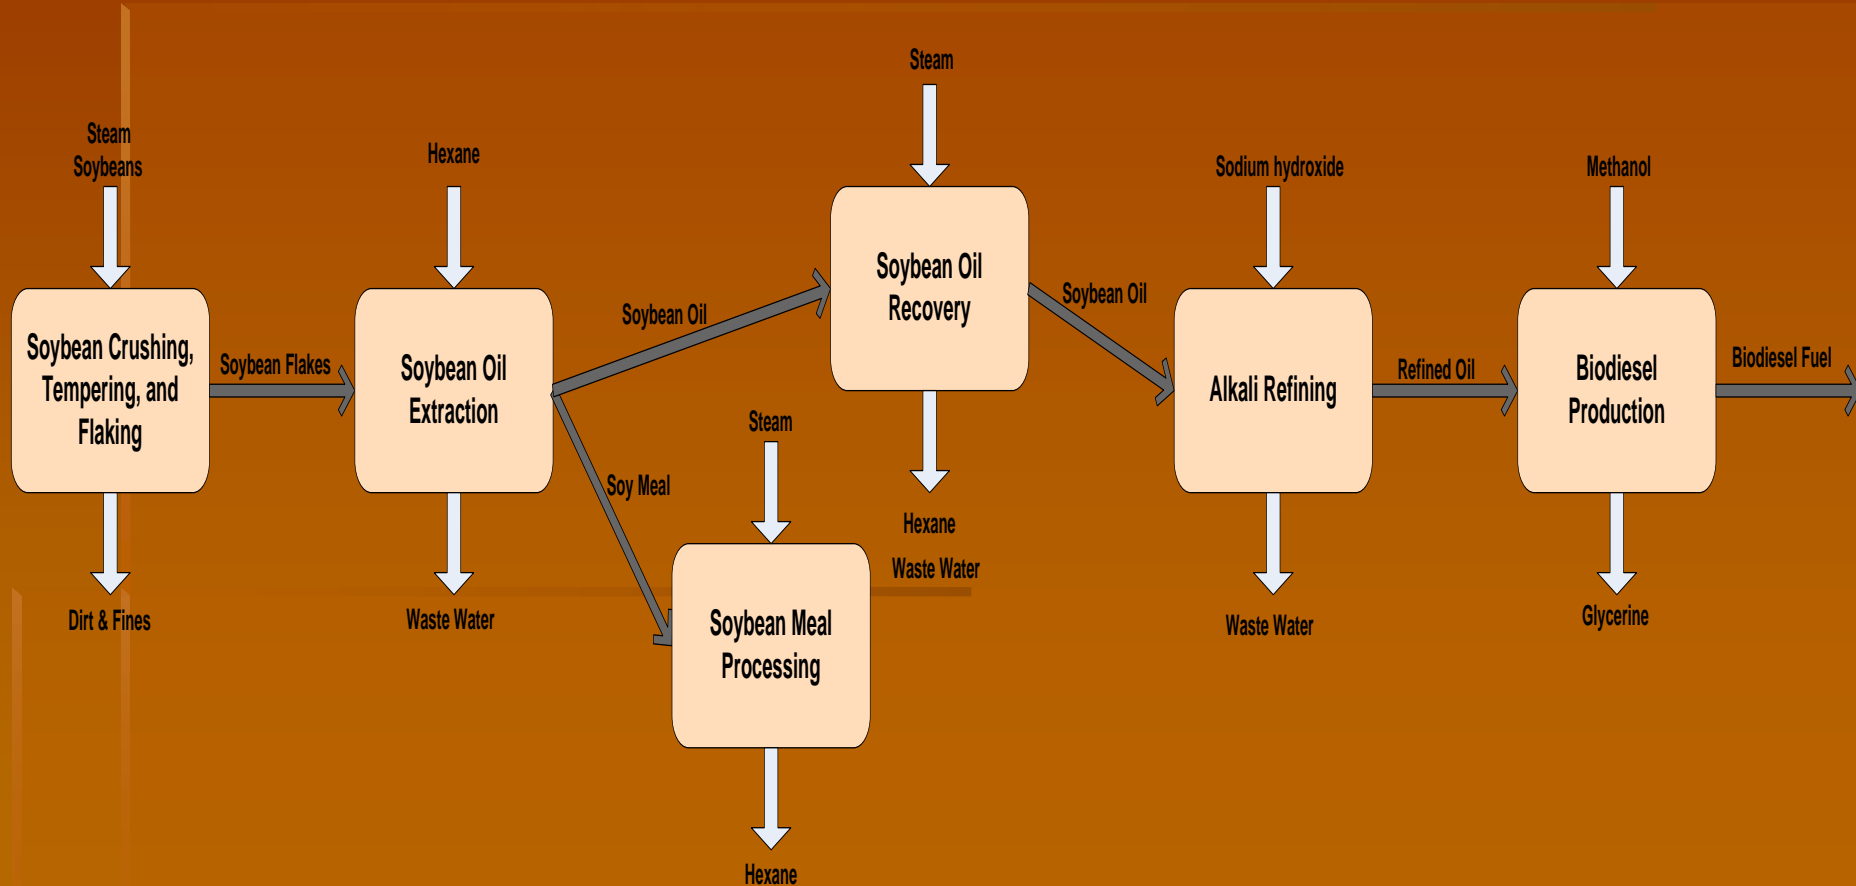 Steam
Steam
Soybeans
Hexane
Sodium hydroxide
Methanol
Soybean Crushing,
Tempering, and
Flaking
Soybean Flakes
Soybean Oil
Extraction
Soybean Oil
Soybean Oil
Recovery
Soybean Oil
Alkali Refining
Refined Oil
Biodiesel
Production
Biodiesel Fuel
Soy Meal
Steam
Hexane
Waste Water
Dirt & Fines
Waste Water
Soybean Meal
Processing
Waste Water
Glycerine
Hexane